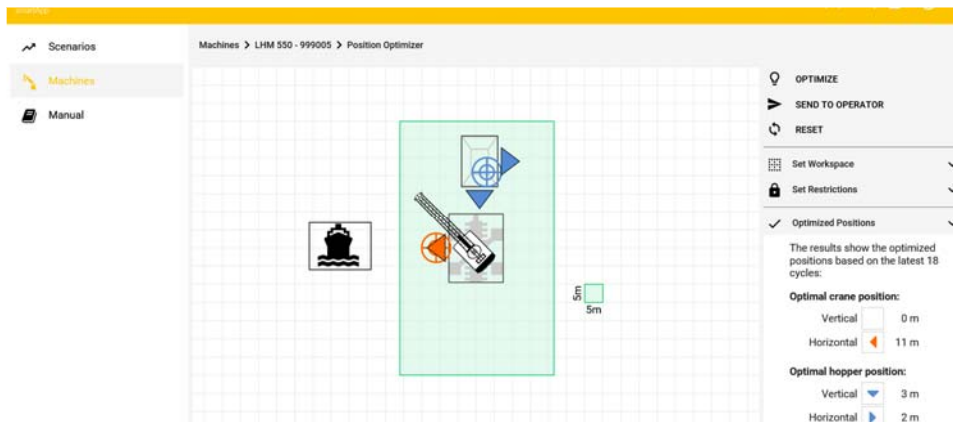 Scenarios
Machines
Manual
Machines > LHM 550 - 999005 > Position Optimizer
5m
5m
OPTIMIZE
SEND TO OPERATOR
RESET
Set Workspace
Set Restrictions
Optimized Positions
The results show the optimized
positions based on the latest 18
cycles:
Optimal crane position:
Vertical 0 m
Horizontal 11 m
Optimal hopper position:
Vertical 3 m
Horizontal 2 m